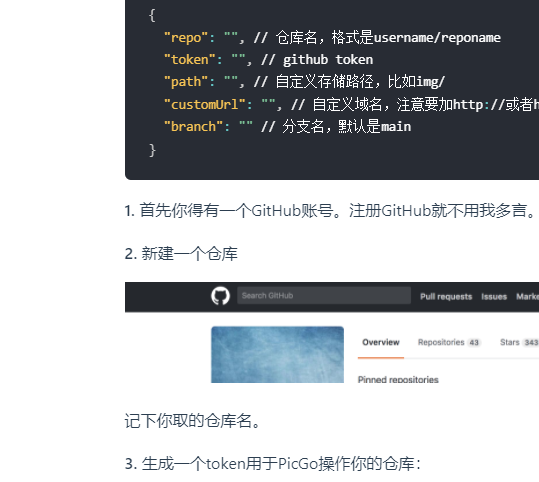 {
"repo": "", // 仓库名，格式是username/reponame
"token": "", // github token
"path": "", // 自定义存储路径，比如img/
"customUrl": "", // 自定义域名，注意要加http://或者h
"branch": "" // 分支名，默认是main
}
1. 首先你得有一个GitHub账号。注册GitHub就不用我多言。
2. 新建一个仓库
Search GitHub Pull requests Issues Marke
Overview Repositories 43 Stars 343
Pinned repositories
记下你取的仓库名。
3. 生成一个token用于PicGo操作你的仓库：